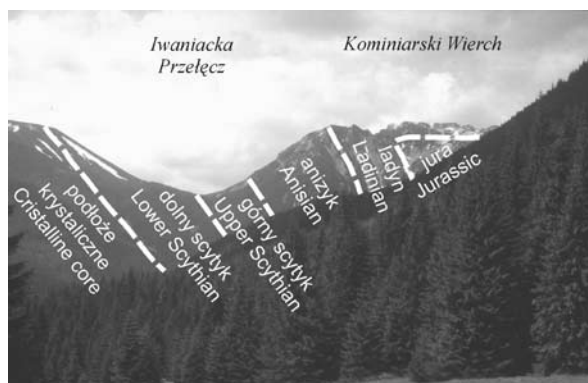 Iwaniacka
Przełęcz
Kominiarski Wierch
podłoże
krystaliczne
Cristalline core
dolny scytyk
Lower Scythian
górny scytyk
Upper Scythian
anizyk
Anisian
Ladinian
ladyn
jura
Jurassic